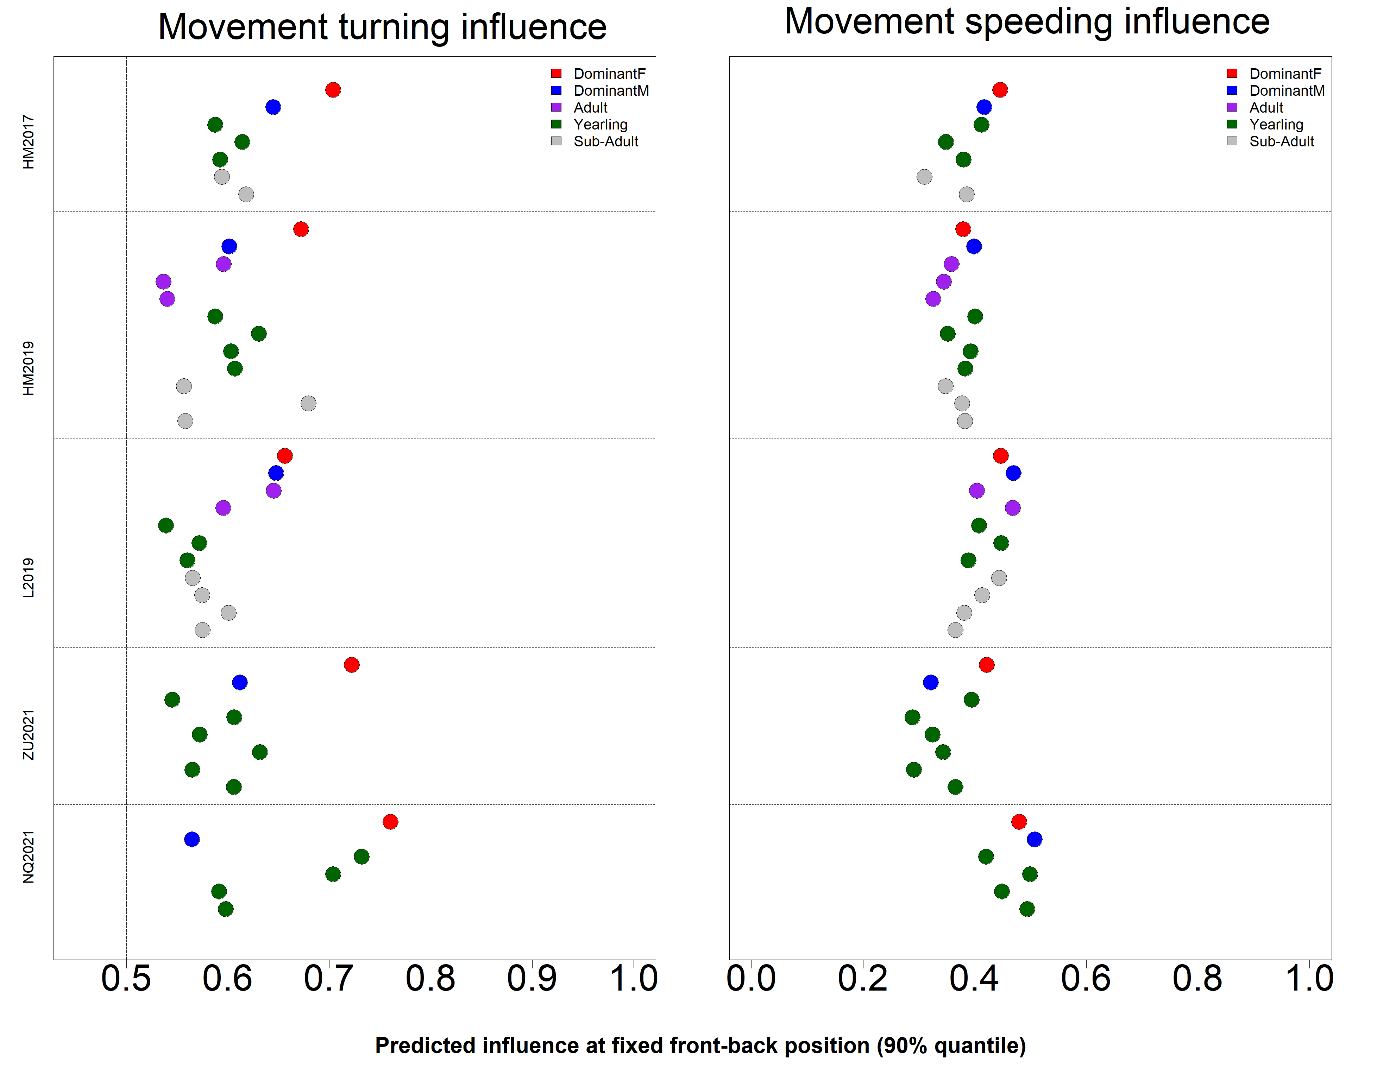 Movement turning influence
DominantF
DominantM
Adult
Yearling
Sub-Adult
HM2017
HM2019
L2019
ZU2021
NQ2021
0.5 0.6 0.7 0.8 0.9 1.0
Movement speeding influence
DominantF
DominantM
Adult
Yearling
Sub-Adult
0.0 0.2 0.4 0.6 0.8 1.0
Predicted influence at fixed front-back position (90% quantile)